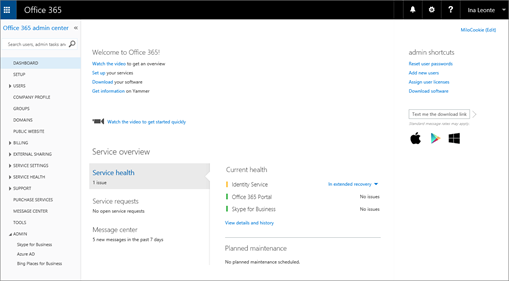 Office 365
Ina Leonte
Office 365 admin center
Search users, admin tasks and
DASHBOARD
SETUP
USERS
COMPANY PROFILE
GROUPS
DOMAINS
PUBLIC WEBSITE
BILLING
EXTERNAL SHARING
SERVICE SETTINGS
SERVICE HEALTH
SUPPORT
PURCHASE SERVICES
MESSAGE CENTER
TOOLS
ADMIN
Skype for Business
Azure AD
Bing Places for Business
Welcome to Office 365!
Watch the video to get an overview
Set up your services
Download your software
Get information on Yammer
Watch the video to get started quickly
Service overview
Service health
1 issue
Service requests
No open service requests
Message center
5 new messages in the past 7 days
Current health
Identity Service In extended recovery
Office 365 Portal No issues
Skype for Business No issues
View details and history
Planned maintenance
No planned maintenance scheduled.
(Edit)
admin shortcuts
Reset user passwords
Add new users
Assign user licenses
Download software
Text me the download link
Standard message rates may apply.